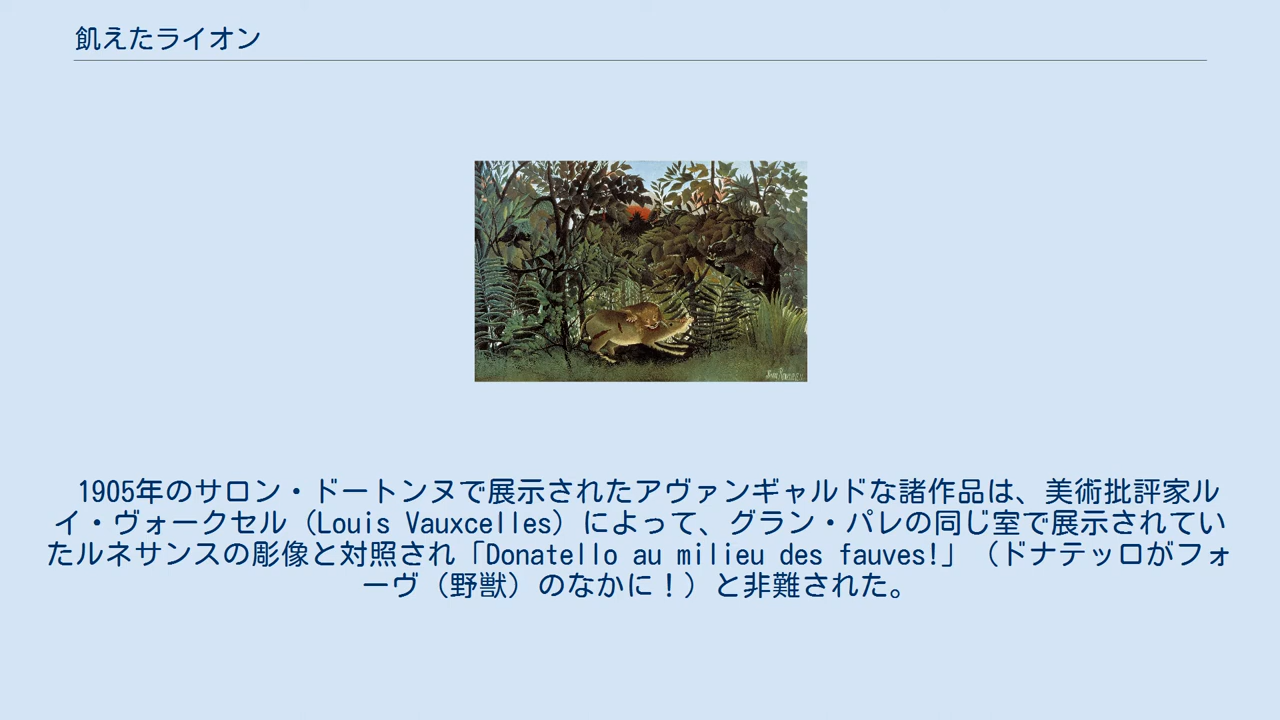 飢えたライオン
1905年のサロン・ドートンヌで展示されたアヴァンギャルドな諸作品は、美術批評家ル
イ・ヴォークセル（Louis Vauxcelles）によって、グラン・パレの同じ室で展示されてい
たルネサンスの彫像と対照され「Donatello au milieu des fauves!」（ドナテッロがフォ
ーヴ（野獣）のなかに！）と非難された。